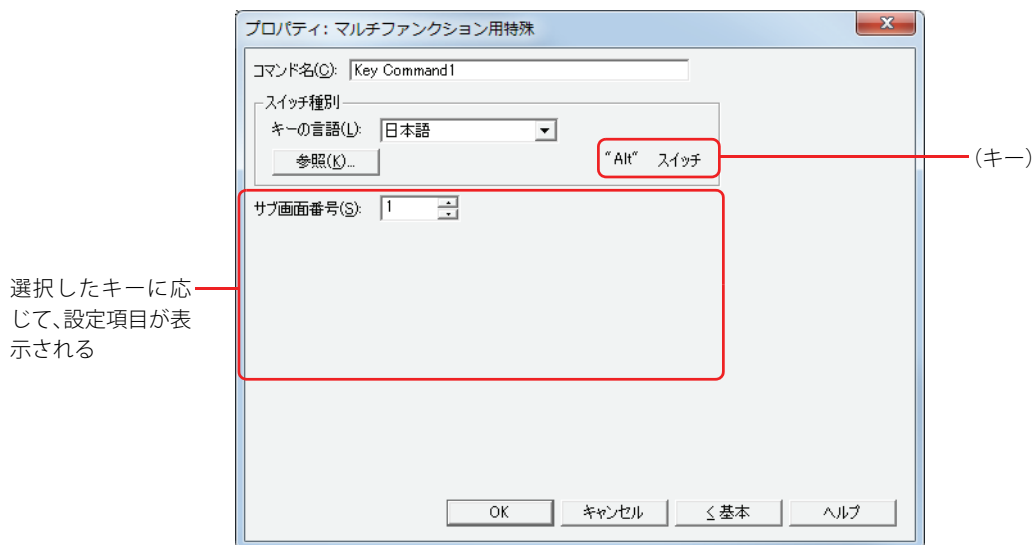 プロパティ: マルチファンクション用特殊
コマンド名(C): Key Command1
スイッチ種別
キーの言語(L): 日本語
参照(K)...
"Alt" スイッチ
(キー)
サブ画面番号(S): 1
選択したキーに応
じて、設定項目が表
示される
OK キャンセル <基本 ヘルプ